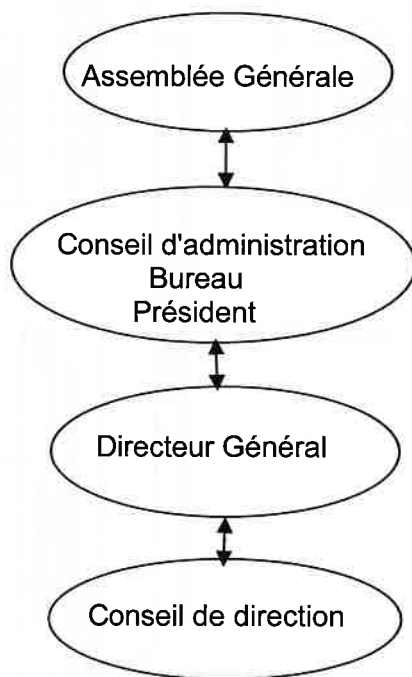 Assemblée Générale
Conseil d'administration
Bureau
Président
Directeur Général
Conseil de direction